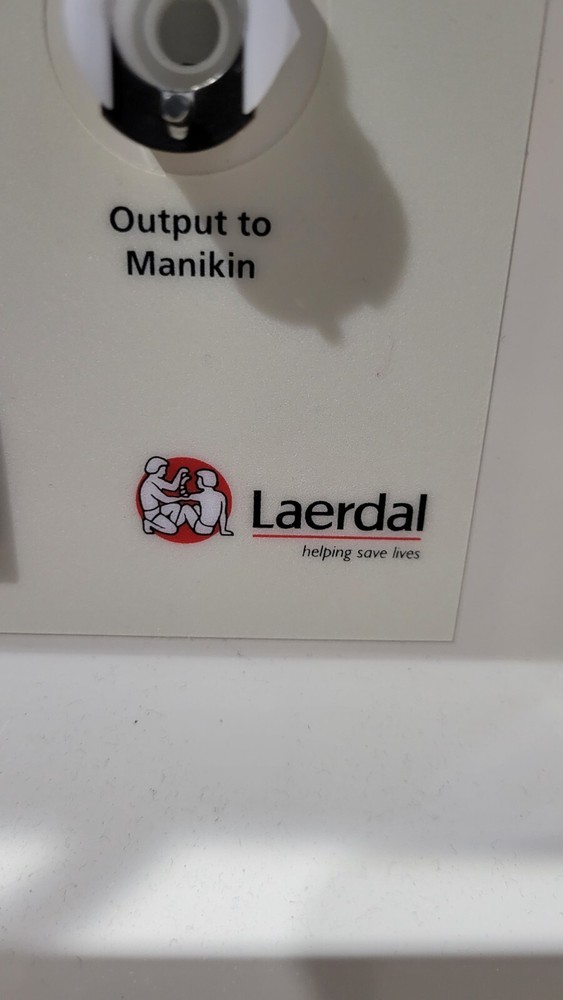 Output to
Manikin
Laerdal
helping save lives